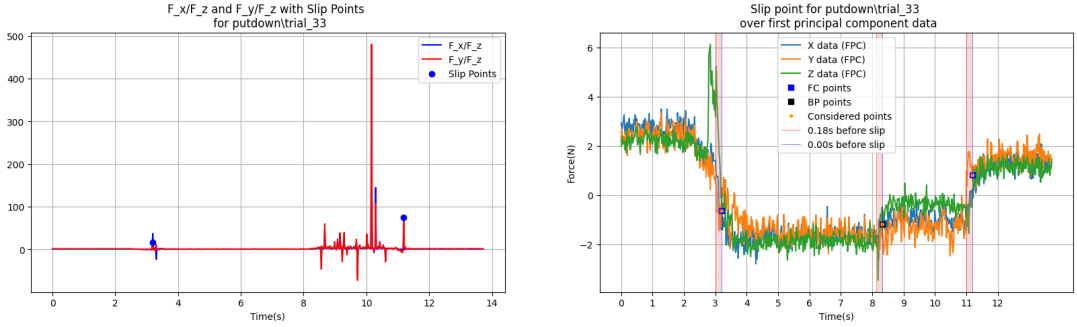 F_x/F_z and F_y/F_z with Slip Points
for putdown\trial_33
500
400
300
200
100
0
0
2
4
6
8
10
12
14
Time(s)
F_x/F_z
F_y/F_z
Slip Points
Slip point for putdown\trial_33
over first principal component data
Force(N)
6
4
2
0
−2
0
1
2
3
4
5
6
7
8
9
10
11
12
Time(s)
X data (FPC)
Y data (FPC)
Z data (FPC)
FC points
BP points
Considered points
0.18s before slip
0.00s before slip